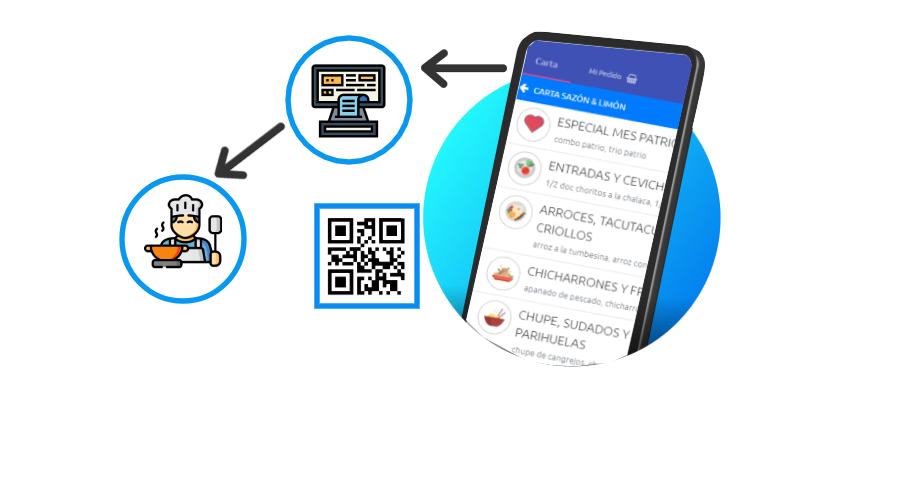 Carta
Mi Pedido
CARTA SAZÓN & LIMÓN
ESPECIAL MES PATRIO
combo patrio, trio patrio
ENTRADAS Y CEVICH
1/2 doc choritos a la chalaca, 1
ARROCES, TACUTACU
CRIOLLOS
arroz a la tumbesina, arroz con
CHICHARRONES Y FR
apanado de pescado, chicharr
CHUPE, SUDADOS Y
PARIHUELAS
chupe de cangrejos,